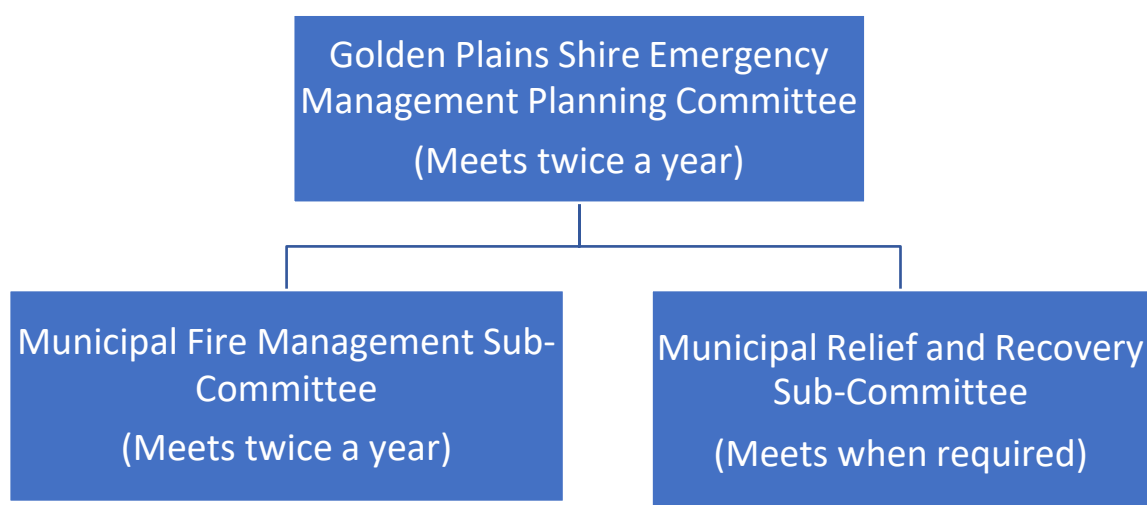 Golden Plains Shire Emergency
Management Planning Committee
(Meets twice a year)
Municipal Fire Management Sub-
Committee
(Meets twice a year)
Municipal Relief and Recovery
Sub-Committee
(Meets when required)